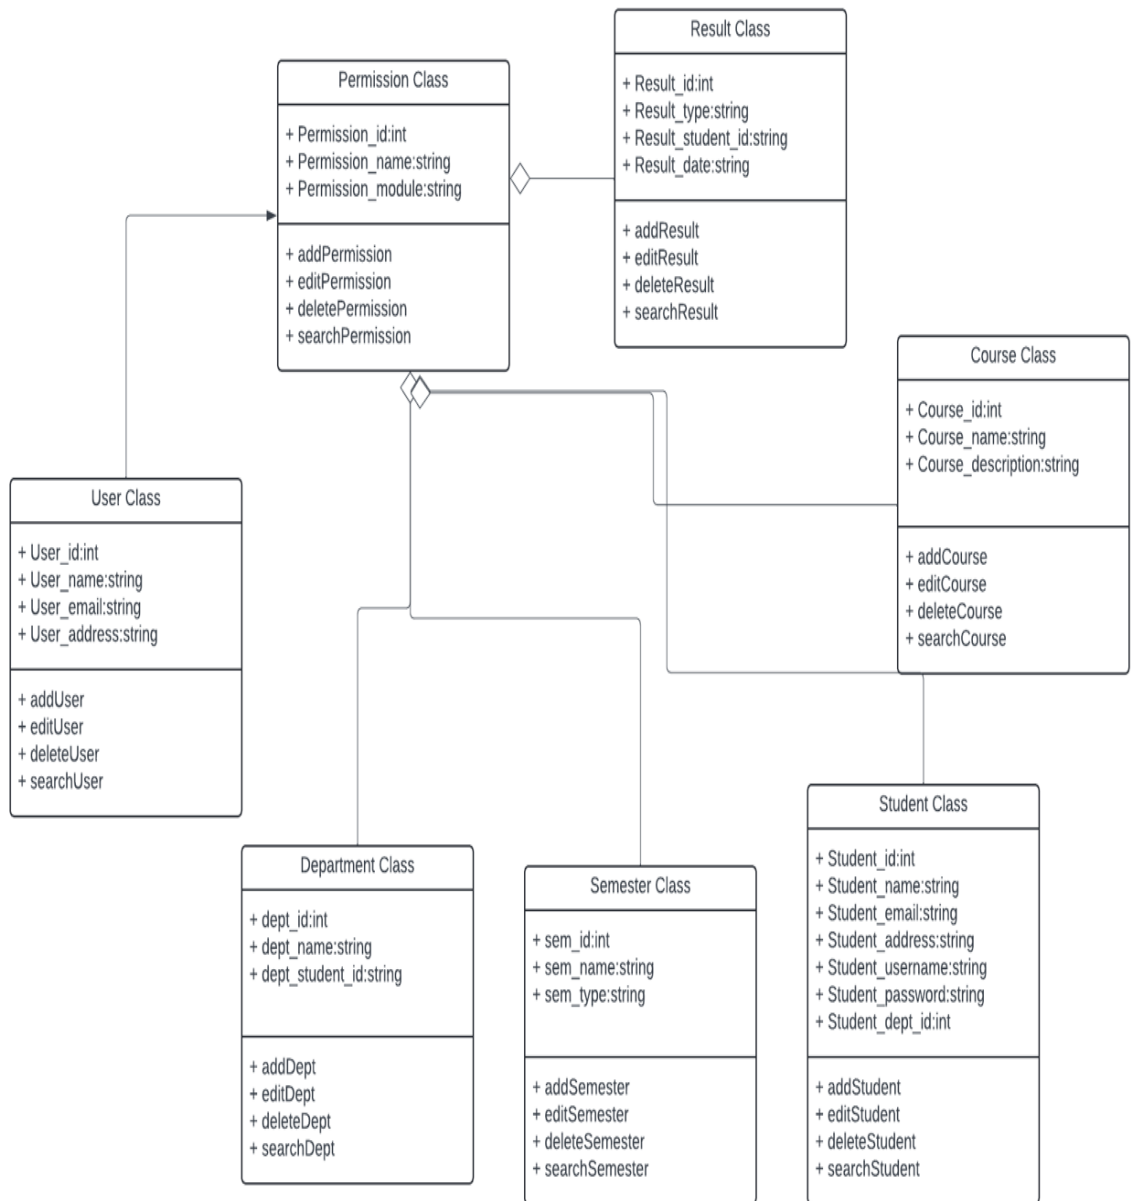 Result Class
+ Result_id:int
+ Result_type:string
+ Result_student_id:string
+ Result_date:string
+ addResult
+ editResult
+ deleteResult
+ searchResult
Permission Class
+ Permission_id:int
+ Permission_name:string
+ Permission_module:string
+ addPermission
+ editPermission
+ deletePermission
+ searchPermission
Course Class
+ Course_id:int
+ Course_name:string
+ Course_description:string
+ addCourse
+ editCourse
+ deleteCourse
+ searchCourse
User Class
+ User_id:int
+ User_name:string
+ User_email:string
+ User_address:string
+ addUser
+ editUser
+ deleteUser
+ searchUser
Department Class
+ dept_id:int
+ dept_name:string
+ dept_student_id:string
+ addDept
+ editDept
+ deleteDept
+ searchDept
Semester Class
+ sem_id:int
+ sem_name:string
+ sem_type:string
+ addSemester
+ editSemester
+ deleteSemester
+ searchSemester
Student Class
+ Student_id:int
+ Student_name:string
+ Student_email:string
+ Student_address:string
+ Student_username:string
+ Student_password:string
+ Student_dept_id:int
+ addStudent
+ editStudent
+ deleteStudent
+ searchStudent